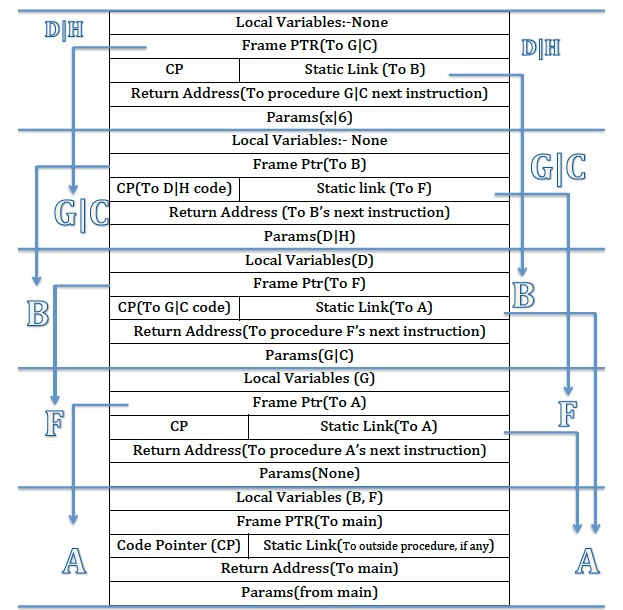 Local Variables:-None
D|H
Frame PTR(To G|C)
D|H
CP Static Link (To B)
Return Address(To procedure G|C next instruction)
Params(x|6)
Local Variables:- None
Frame Ptr(To B)
G|C
CP(To D|H code) Static link (To F)
G|C
Return Address (To B's next instruction)
Params(D|H)
Local Variables(D)
Frame Ptr(To F)
B
CP(To G|C code) Static Link(To A)
B
Return Address(To procedure F's next instruction)
Params(G|C)
Local Variables (G)
Frame Ptr(To A)
F
CP Static Link(To A)
F
Return Address(To procedure A's next instruction)
Params(None)
Local Variables (B, F)
Frame PTR(To main)
Code Pointer (CP) Static Link(To outside procedure, if any)
A
Return Address(To main)
A
Params(from main)